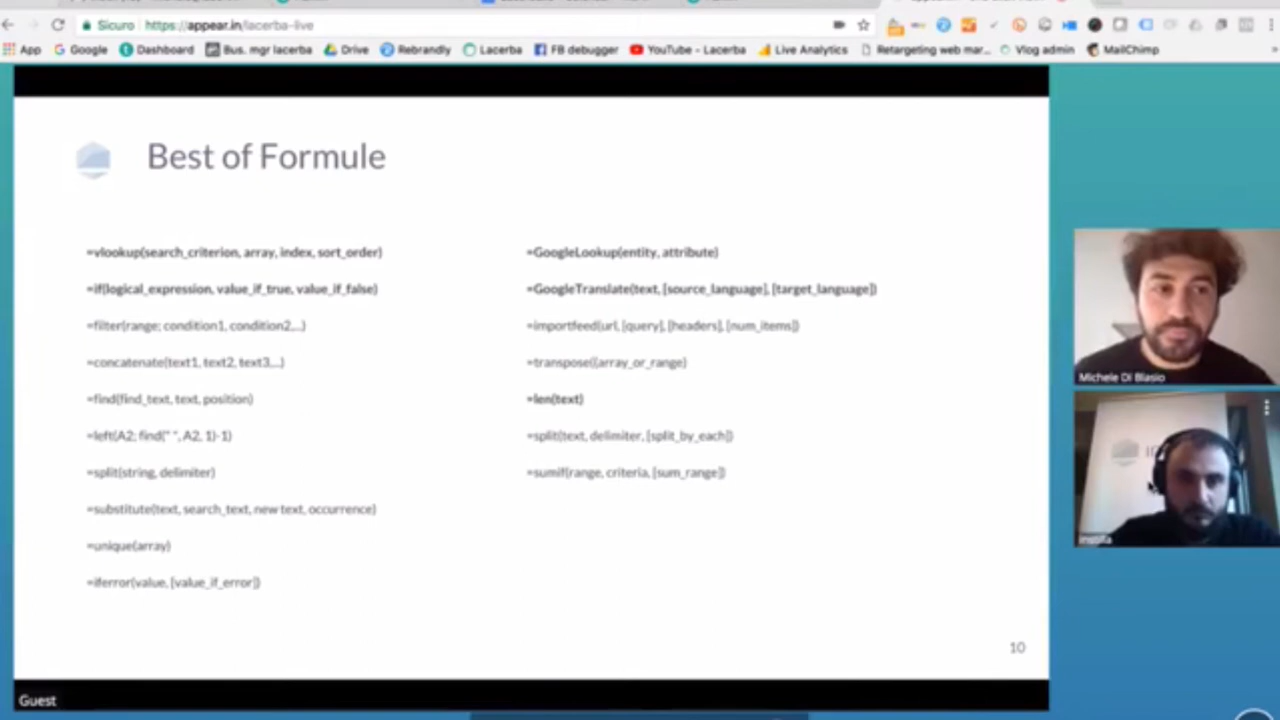 Sicuro https://appear.in/lacerba-live
App Google Dashboard Bus. mgr lacerba Drive Rebrandly Lacerba FB debugger YouTube - Lacerba Live Analytics Retargeting web mar... Vlog admin MailChimp
Best of Formule
=vlookup(search_criterion, array, index, sort_order)
=if(logical_expression, value_if_true, value_if_false)
=filter(range; condition1, condition2,...)
=concatenate(text1, text2, text3,...)
=find(find_text, text, position)
=left(A2; find(" ", A2, 1)-1)
=split(string, delimiter)
=substitute(text, search_text, new text, occurrence)
=unique(array)
=iferror(value, [value_if_error])
=GoogleLookup(entity, attribute)
=GoogleTranslate(text, [source_language], [target_language])
=importfeed(url, [query], [headers], [num_items])
=transpose((array_or_range)
=len(text)
=split(text, delimiter, [split_by_each])
=sumif(range, criteria, [sum_range])
10
Guest
Michele Di Blasio